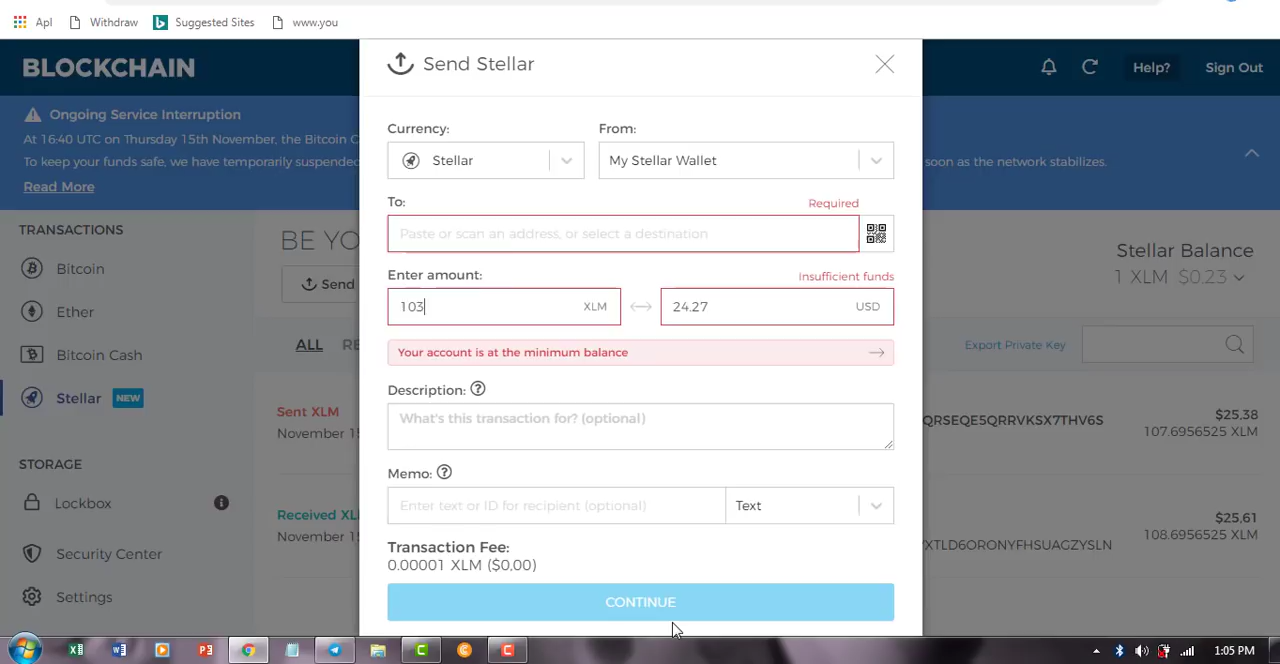 Apl
Withdraw
Suggested Sites
www.you
BLOCKCHAIN
Help?
Sign Out
Ongoing Service Interruption
At 16:40 UTC on Thursday 15th November, the Bitcoin C
To keep your funds safe, we have temporarily suspended
soon as the network stabilizes.
Read More
TRANSACTIONS
Bitcoin
Ether
Bitcoin Cash
Stellar
NEW
STORAGE
Lockbox
Security Center
Settings
BE YO
Send
Stellar Balance
1 XLM $0.23
ALL
RE
Export Private Key
Sent XLM
November 15
QRSEQE5QRRVKSX7THV6S
$25.38
107.6956525 XLM
Received XL
November 15
YXTLD6ORONYFHSUAGZYSLN
$25.61
108.6956525 XLM
Send Stellar
Currency:
From:
Stellar
My Stellar Wallet
To:
Required
Paste or scan an address, or select a destination
Enter amount:
Insufficient funds
103
XLM
24.27
USD
Your account is at the minimum balance
Description:
What's this transaction for? (optional)
Memo:
Enter text or ID for recipient (optional)
Text
Transaction Fee:
0.00001 XLM ($0.00)
CONTINUE
1:05 PM